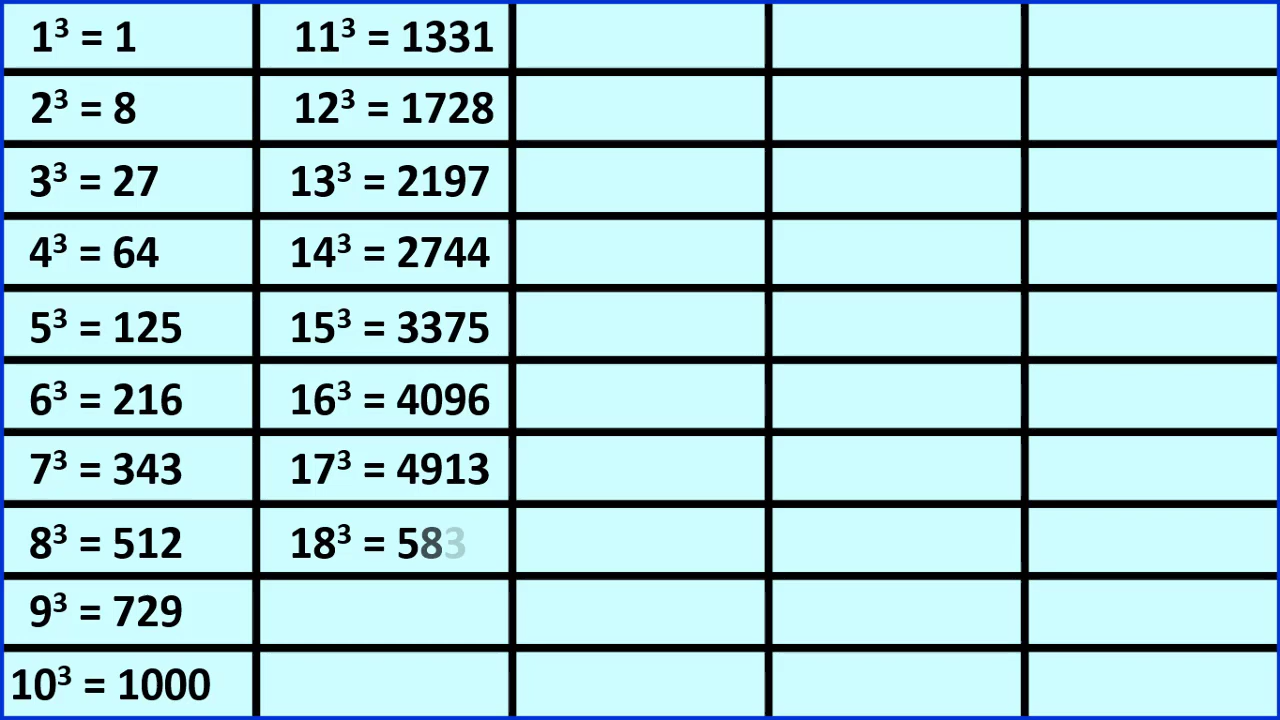 1³ = 1
2³ = 8
3³ = 27
4³ = 64
5³ = 125
6³ = 216
7³ = 343
8³ = 512
9³ = 729
10³ = 1000
11³ = 1331
12³ = 1728
13³ = 2197
14³ = 2744
15³ = 3375
16³ = 4096
17³ = 4913
18³ = 583